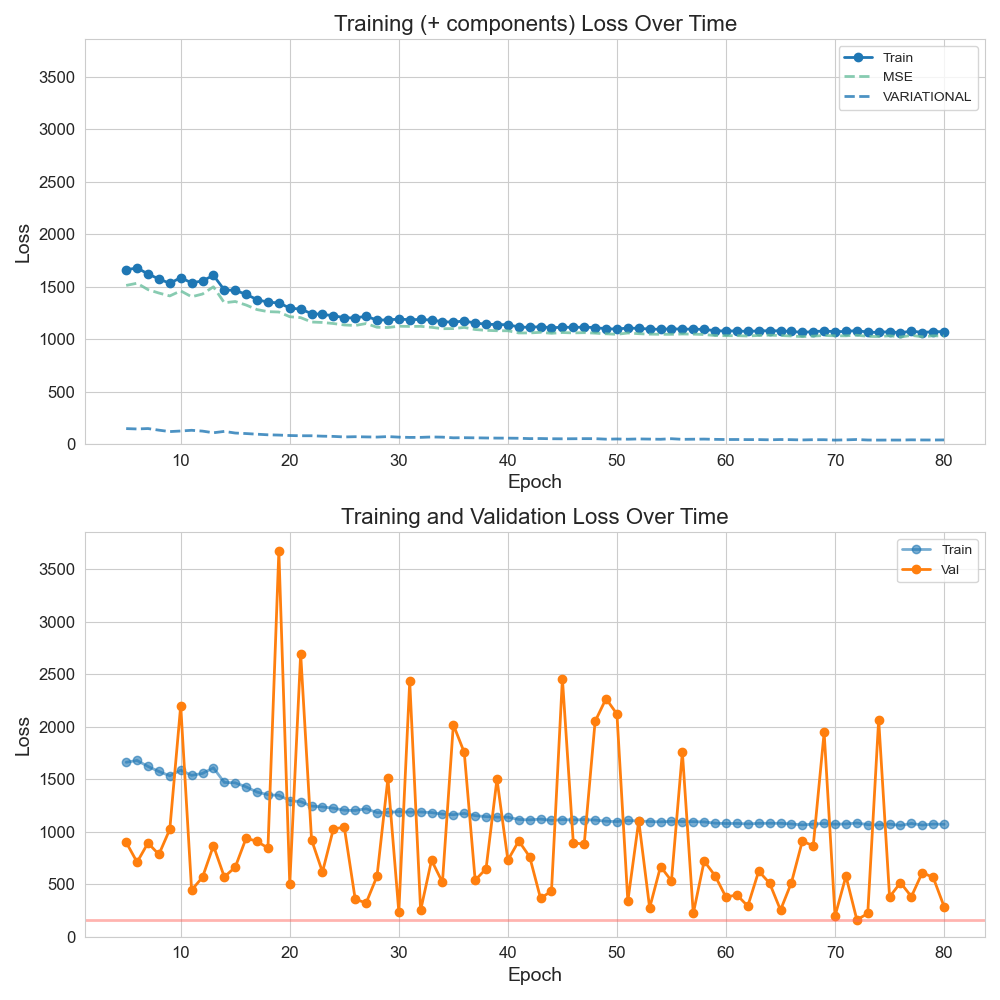 Training (+ components) Loss Over Time
Train
MSE
VARIATIONAL
3500
3000
2500
2000
1500
1000
500
0
Loss
10 20 30 40 50 60 70 80
Epoch
Training and Validation Loss Over Time
Train
Val
3500
3000
2500
2000
1500
1000
500
0
Loss
10 20 30 40 50 60 70 80
Epoch